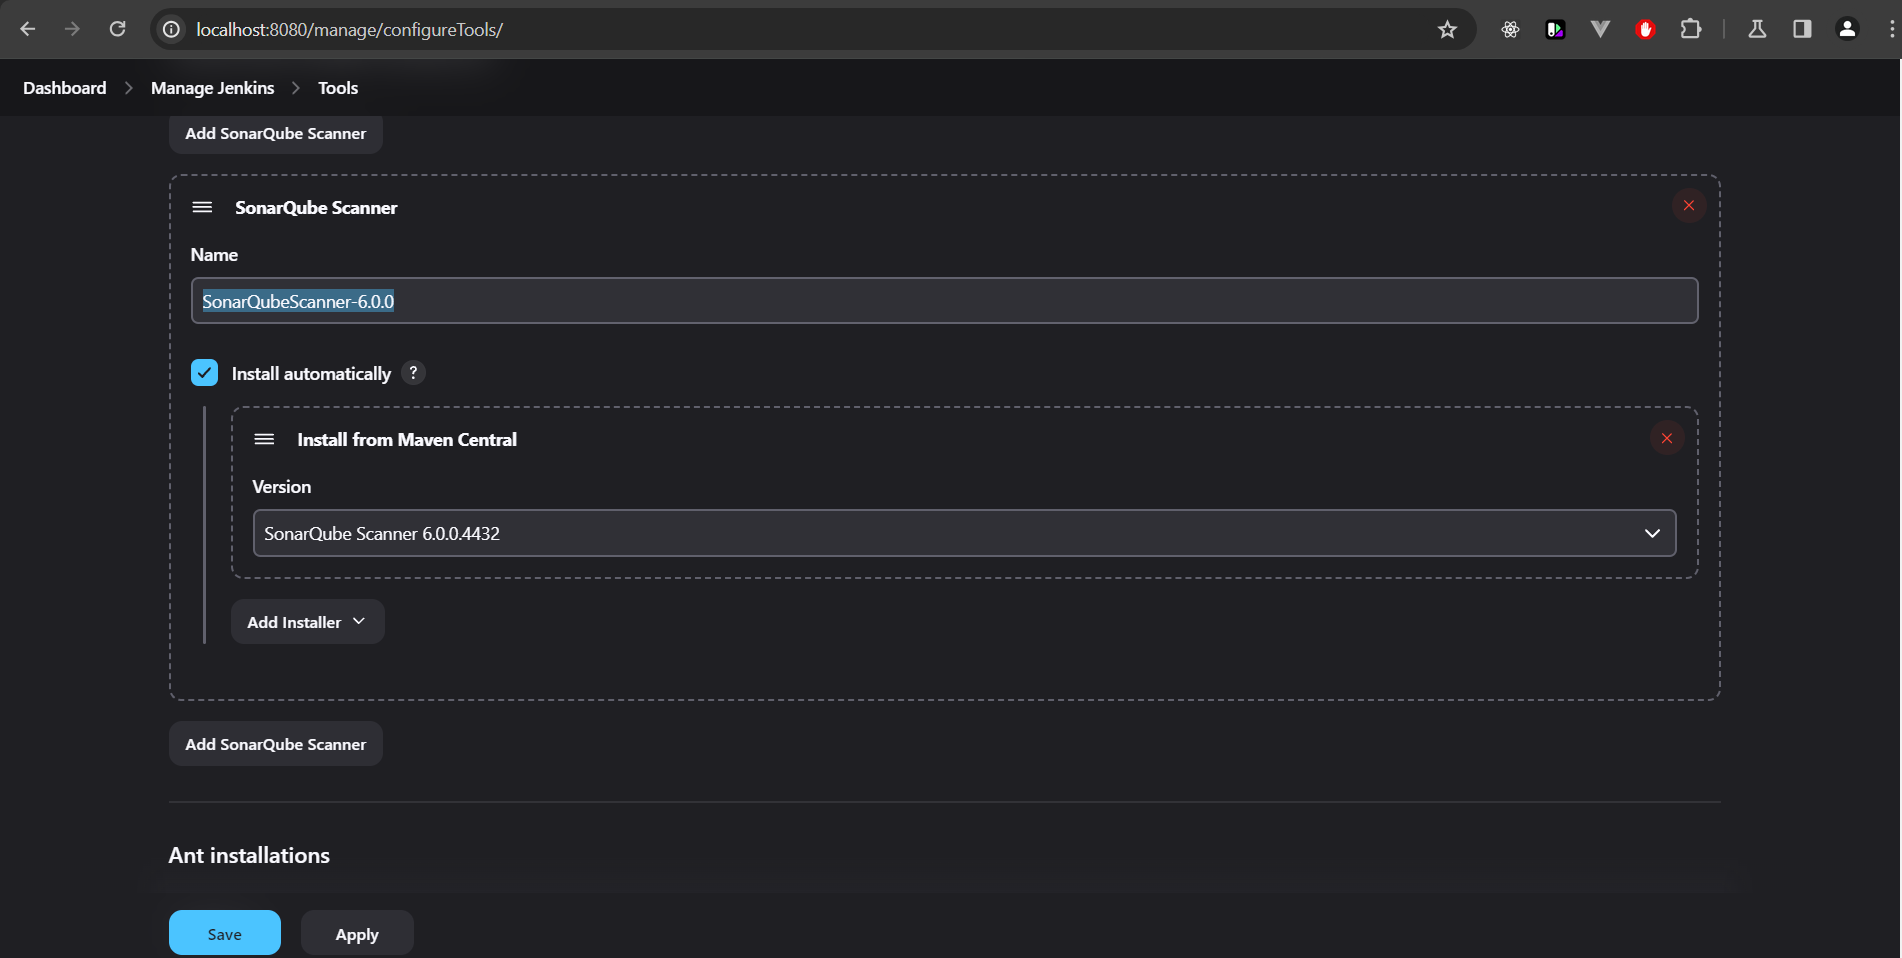 localhost:8080/manage/configureTools/
Dashboard Manage Jenkins Tools
Add SonarQube Scanner
SonarQube Scanner
Name
SonarQubeScanner-6.0.0
Install automatically ?
Install from Maven Central
Version
SonarQube Scanner 6.0.0.4432
Add Installer
Add SonarQube Scanner
Ant installations
Save Apply